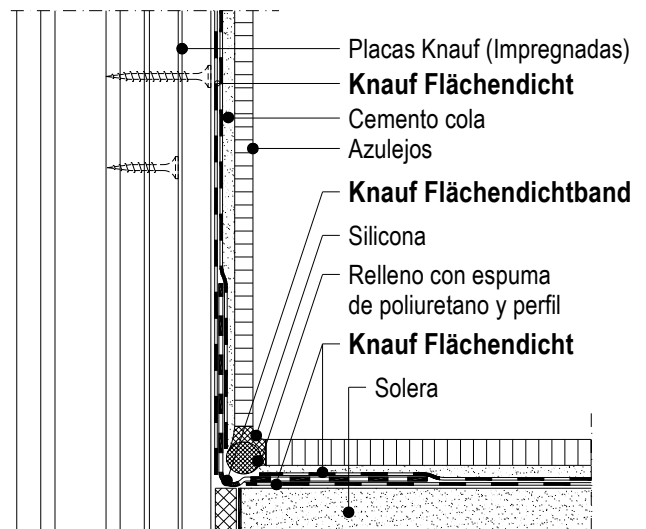 Placas Knauf (Impregnadas)
Knauf Flächendicht
Cemento cola
Azulejos
Knauf Flächendichtband
Silicona
Relleno con espuma
de poliuretano y perfil
Knauf Flächendicht
Solera